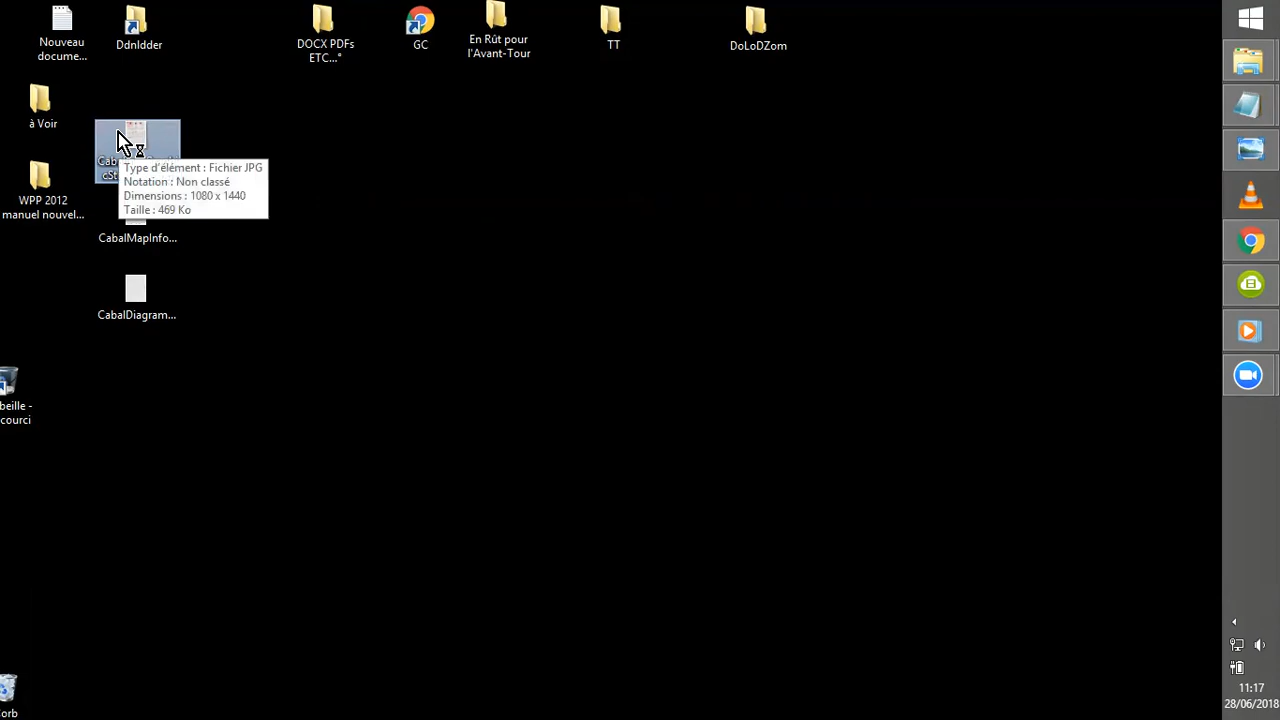 Nouveau
docume...
DdnIdder
DOCX PDFs
ETC...°
GC
En Rût pour
l'Avant-Tour
TT
DoLoDZom
à Voir
Type d'élément : Fichier JPG
Notation : Non classé
Dimensions : 1080 x 1440
Taille : 469 Ko
WPP 2012
manuel nouvel...
CabalMapInfo...
CabalDiagram...
beille -
courci
orb
11:17
28/06/2018